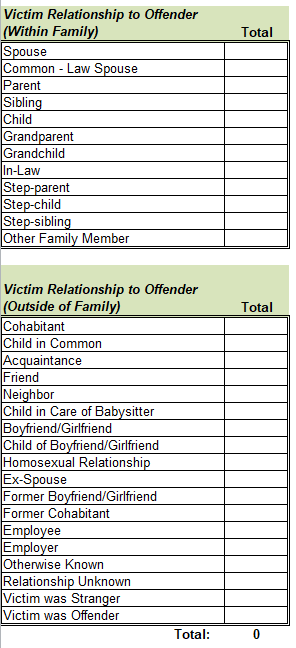 Victim Relationship to Offender
(Within Family) Total
Spouse
Common - Law Spouse
Parent
Sibling
Child
Grandparent
Grandchild
In-Law
Step-parent
Step-child
Step-sibling
Other Family Member
Victim Relationship to Offender
(Outside of Family) Total
Cohabitant
Child in Common
Acquaintance
Friend
Neighbor
Child in Care of Babysitter
Boyfriend/Girlfriend
Child of Boyfriend/Girlfriend
Homosexual Relationship
Ex-Spouse
Former Boyfriend/Girlfriend
Former Cohabitant
Employee
Employer
Otherwise Known
Relationship Unknown
Victim was Stranger
Victim was Offender
Total: 0